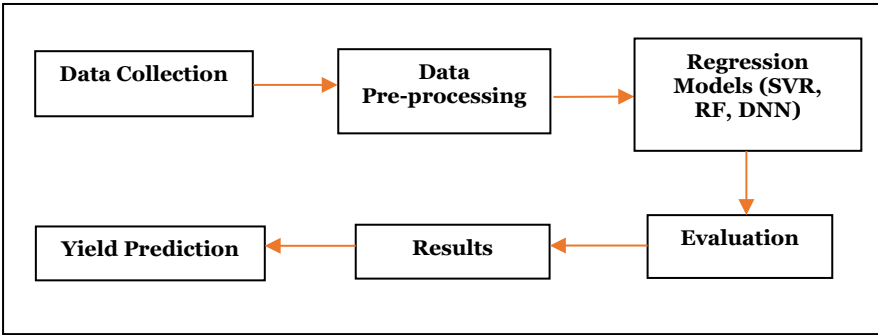 Data Collection
Data
Pre-processing
Regression
Models (SVR,
RF, DNN)
Evaluation
Results
Yield Prediction